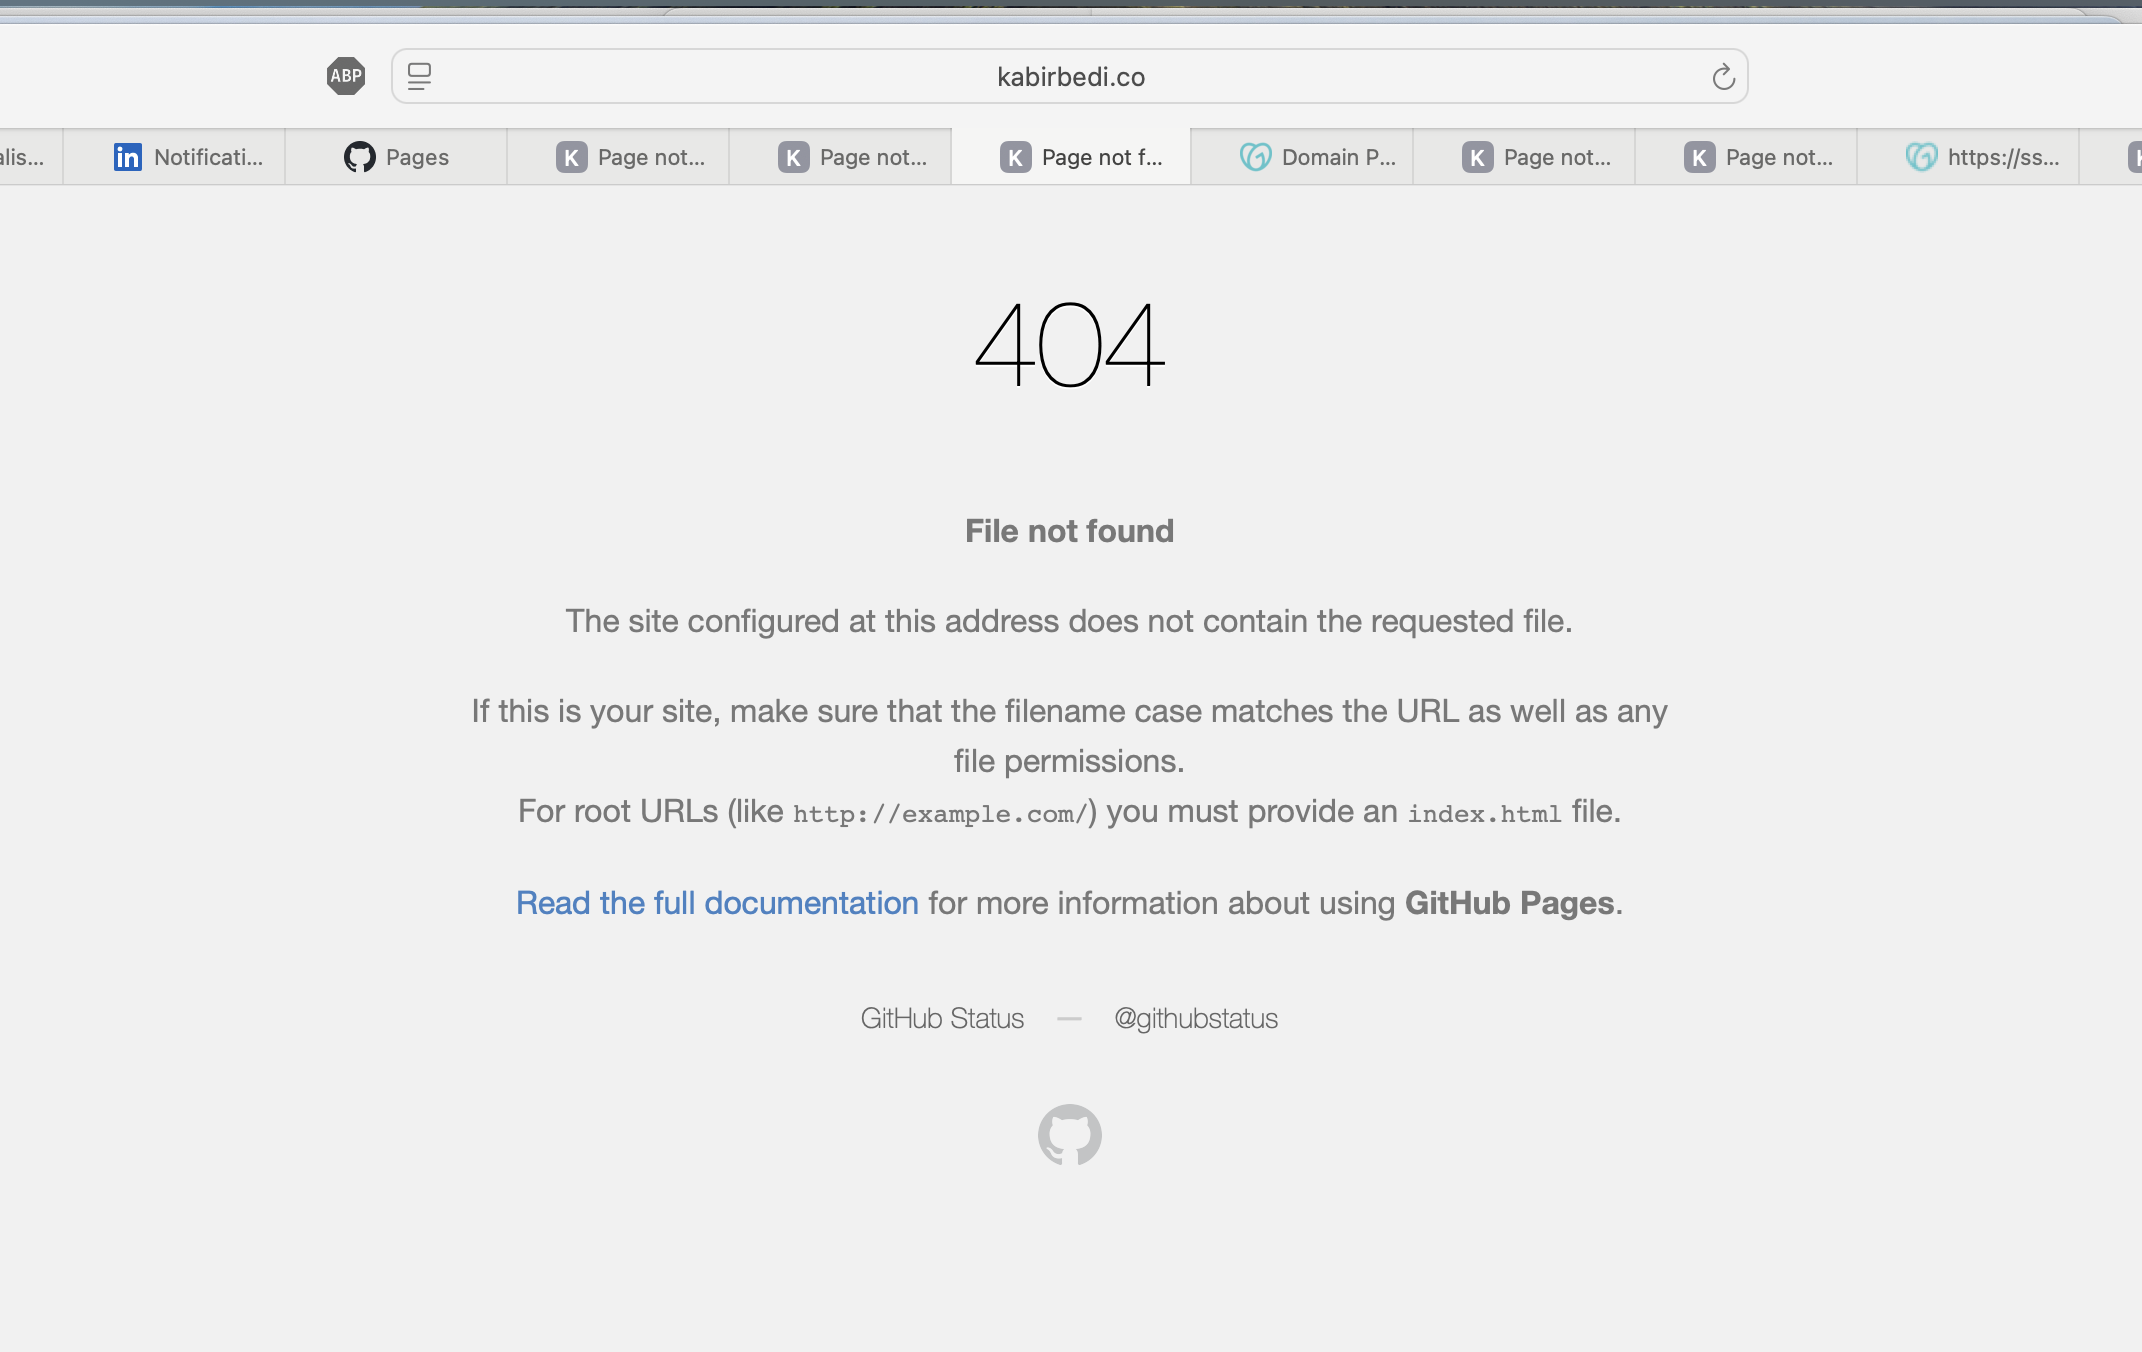 ABP
kabirbedi.co
alis...
in Notificati...
Pages
K Page not...
K Page not...
K Page not f...
Domain P...
K Page not...
K Page not...
https://ss...
404
File not found
The site configured at this address does not contain the requested file.
If this is your site, make sure that the filename case matches the URL as well as any
file permissions.
For root URLs (like http://example.com/) you must provide an index.html file.
Read the full documentation for more information about using GitHub Pages.
GitHub Status — @githubstatus